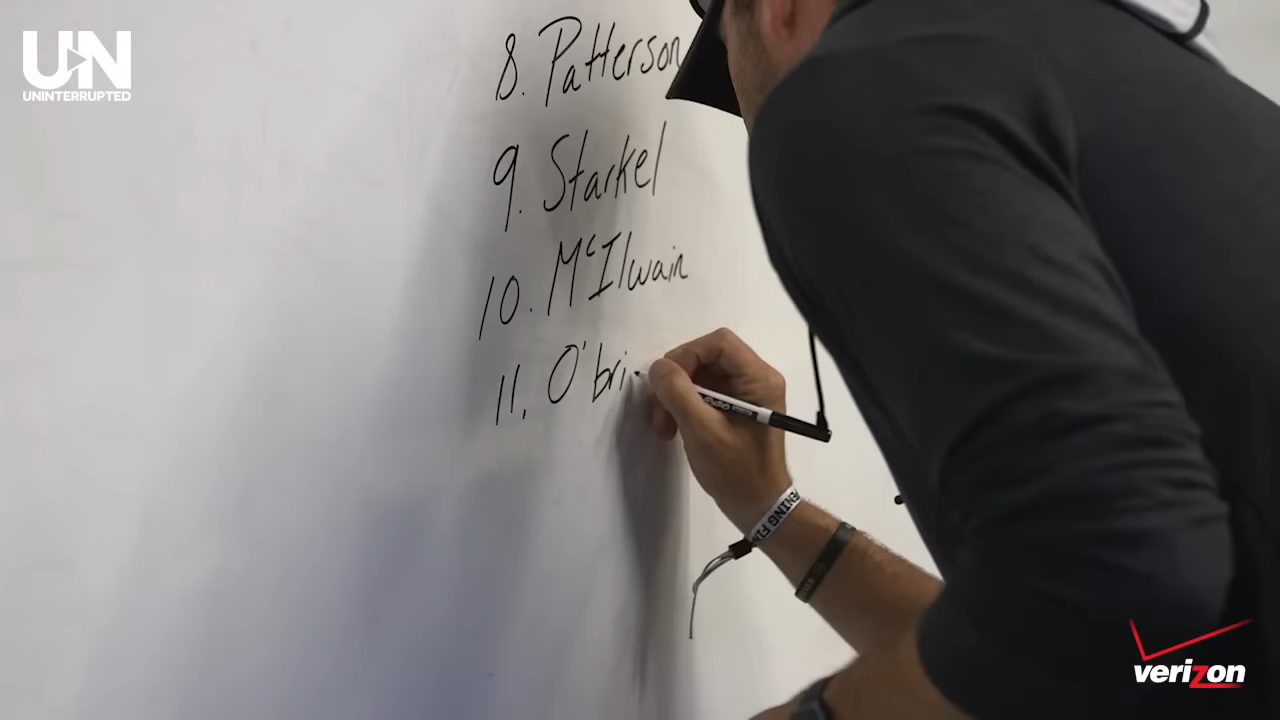 UN
UNINTERRUPTED
8. Patterson
9. Starkel
10. McIlwain
11. O'bri
verizon